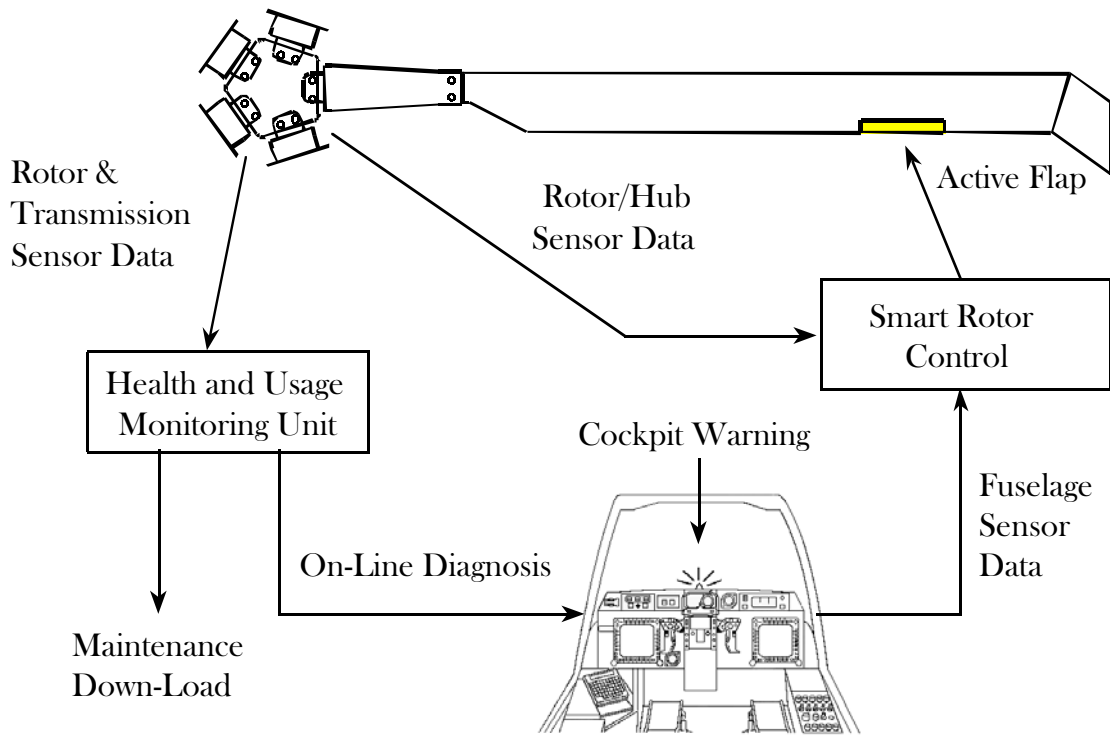 Rotor &
Transmission
Sensor Data
Rotor/Hub
Sensor Data
Active Flap
Smart Rotor
Control
Health and Usage
Monitoring Unit
Cockpit Warning
Fuselage
Sensor
Data
On-Line Diagnosis
Maintenance
Down-Load